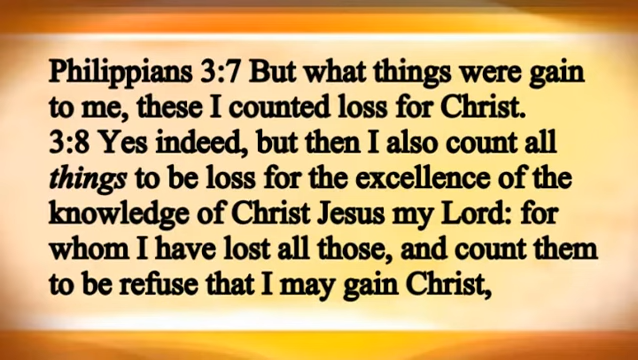 Philippians 3:7 But what things were gain
to me, these I counted loss for Christ.
3:8 Yes indeed, but then I also count all
things to be loss for the excellence of the
knowledge of Christ Jesus my Lord: for
whom I have lost all those, and count them
to be refuse that I may gain Christ,